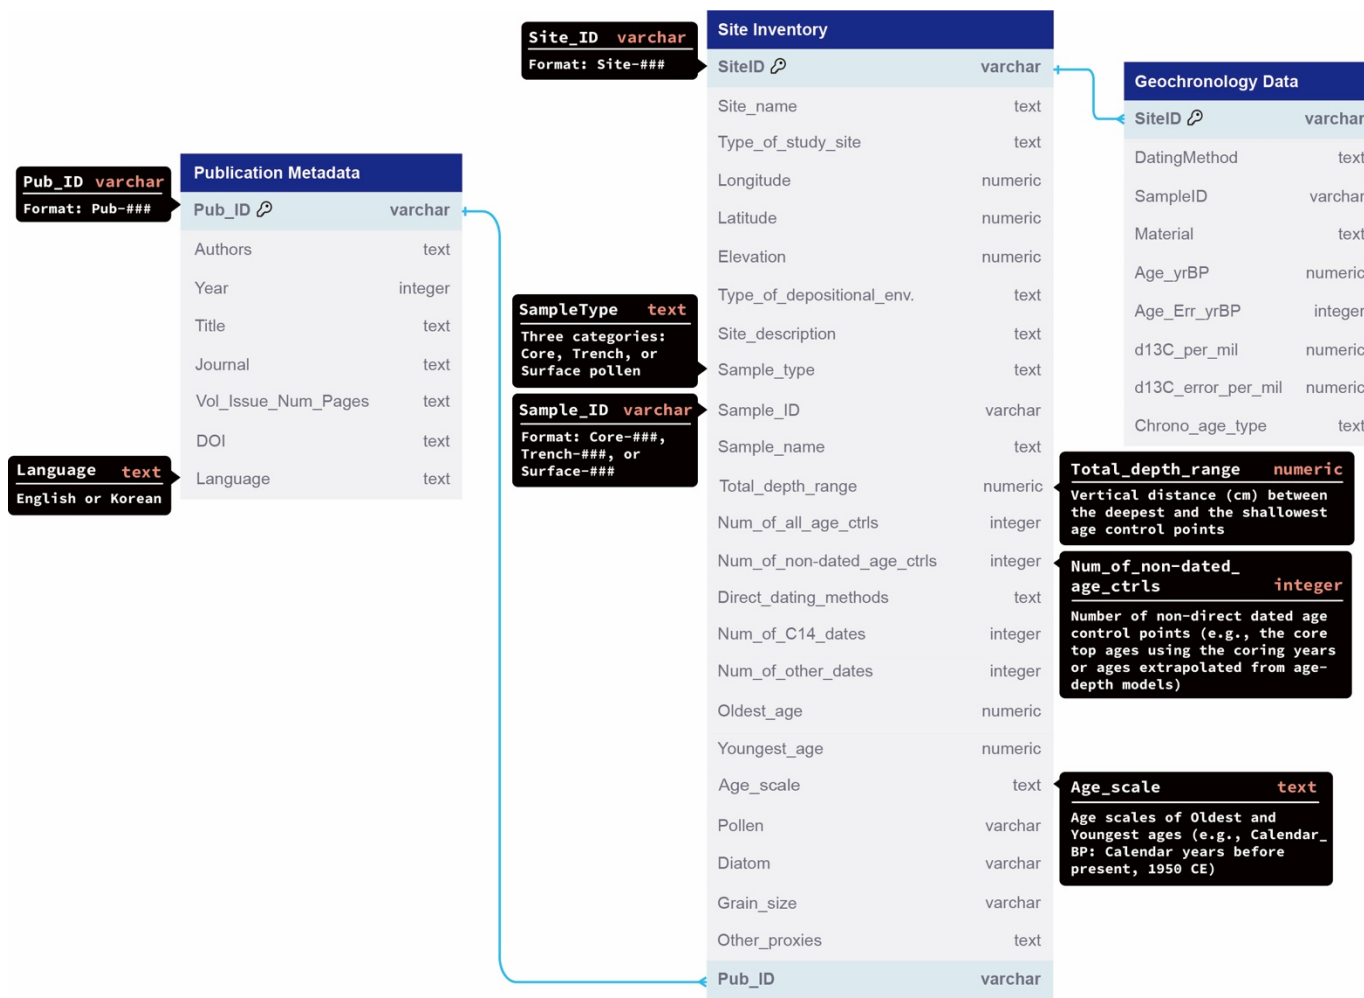 Publication Metadata
Pub_ID varchar
Authors text
Year integer
Title text
Journal text
Vol_Issue_Num_Pages text
DOI text
Language text
Pub_ID varchar
Format: Pub-###
Language text
English or Korean
Site Inventory
SiteID varchar
Site_name text
Type_of_study_site text
Longitude numeric
Latitude numeric
Elevation numeric
Type_of_depositional_env. text
Site_description text
Sample_type text
Sample_ID varchar
Sample_name text
Total_depth_range numeric
Num_of_all_age_ctrls integer
Num_of_non-dated_age_ctrls integer
Direct_dating_methods text
Num_of_C14_dates integer
Num_of_other_dates integer
Oldest_age numeric
Youngest_age numeric
Age_scale text
Pollen varchar
Diatom varchar
Grain_size varchar
Other_proxies text
Pub_ID varchar
Site_ID varchar
Format: Site-###
SampleType text
Three categories:
Core, Trench, or
Surface pollen
Sample_ID varchar
Format: Core-###,
Trench-###, or
Surface-###
Geochronology Data
SiteID varchar
DatingMethod text
SampleID varchar
Material text
Age_yrBP numeric
Age_Err_yrBP integer
d13C_per_mil numeric
d13C_error_per_mil numeric
Chrono_age_type text
Total_depth_range numeric
Vertical distance (cm) between
the deepest and the shallowest
age control points
Num_of_non-dated_
age_ctrls integer
Number of non-direct dated age
control points (e.g., the core
top ages using the coring years
or ages extrapolated from age-
depth models)
Age_scale text
Age scales of Oldest and
Youngest ages (e.g., Calendar_
BP: Calendar years before
present, 1950 CE)